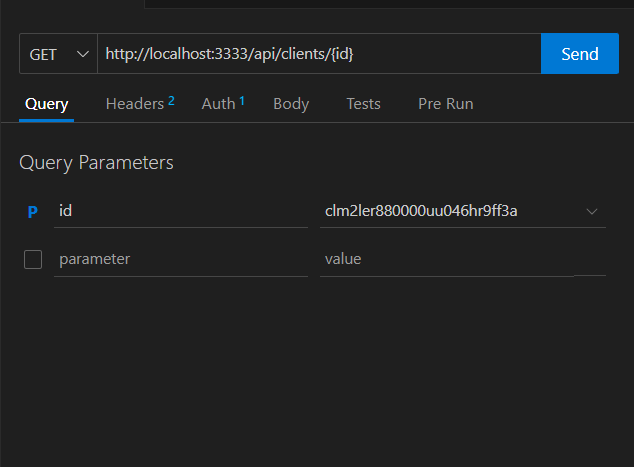 GET http://localhost:3333/api/clients/{id} Send
Query Headers 2 Auth 1 Body Tests Pre Run
Query Parameters
P id clm2ler880000uu046hr9ff3a
parameter value